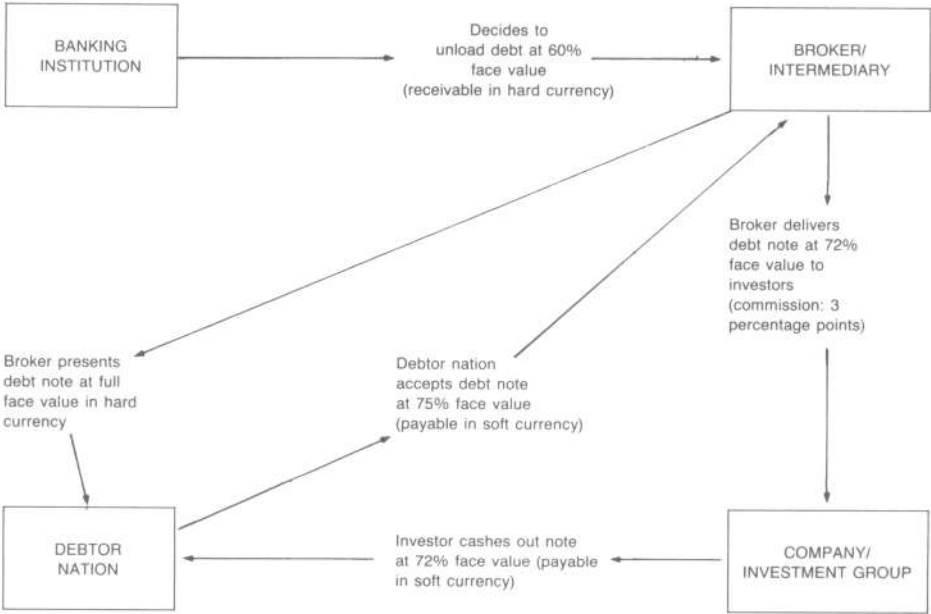 BANKING
INSTITUTION
Decides to
unload debt at 60%
face value
(receivable in hard currency)
BROKER/
INTERMEDIARY
Broker delivers
debt note at 72%
face value to
investors
(commission: 3
percentage points)
Broker presents
debt note at full
face value in hard
currency
Debtor nation
accepts debt note
at 75% face value
(payable in soft currency)
DEBTOR
NATION
Investor cashes out note
at 72% face value (payable
in soft currency)
COMPANY/
INVESTMENT GROUP